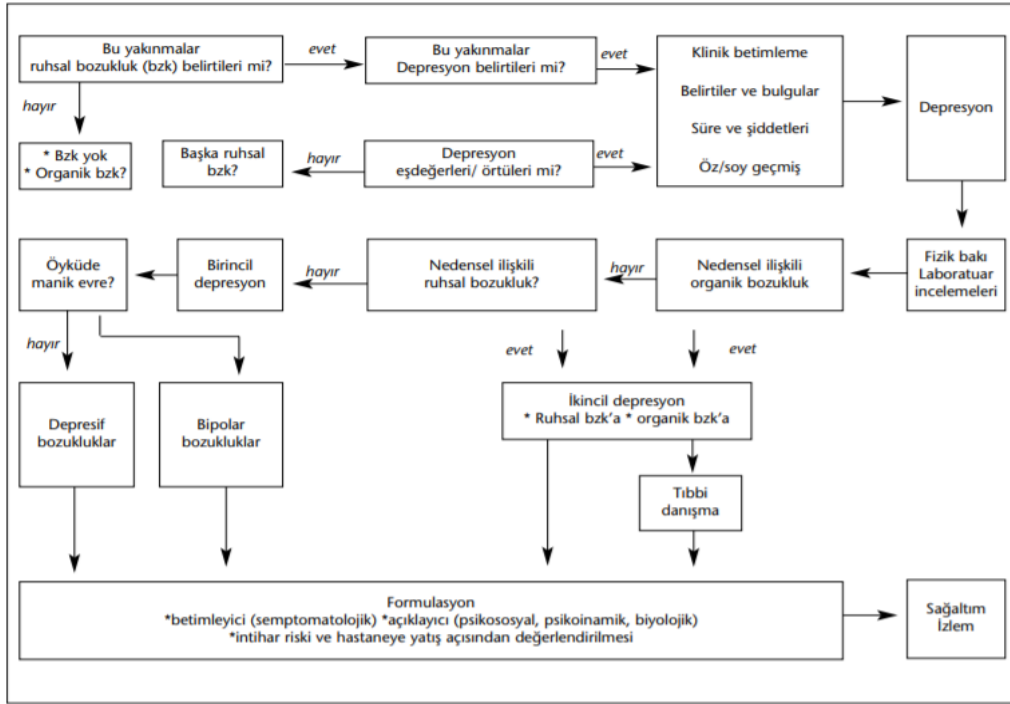 Bu yakınmalar
ruhsal bozukluk (bzk) belirtileri mi?
evet
Bu yakınmalar
Depresyon belirtileri mi?
evet
Klinik betimleme
Belirtiler ve bulgular
Süre ve şiddetleri
Öz/soy geçmiş
Depresyon
hayır
* Bzk yok
* Organik bzk?
Başka ruhsal
bzk?
hayır
Depresyon
eşdeğerleri/ örtüleri mi?
evet
Öyküde
manik evre?
Birincil
depresyon
hayır
Nedensel ilişkili
ruhsal bozukluk?
hayır
Nedensel ilişkili
organik bozukluk
Fizik bakı
Laboratuar
incelemeleri
hayır
evet
evet
Depresif
bozukluklar
Bipolar
bozukluklar
İkincil depresyon
* Ruhsal bzk'a * organik bzk'a
Tıbbi
danışma
Formulasyon
*betimleyici (semptomatolojik) *açıklayıcı (psikososyal, psikoinamik, biyolojik)
*intihar riski ve hastaneye yatış açısından değerlendirilmesi
Sağaltım
İzlem